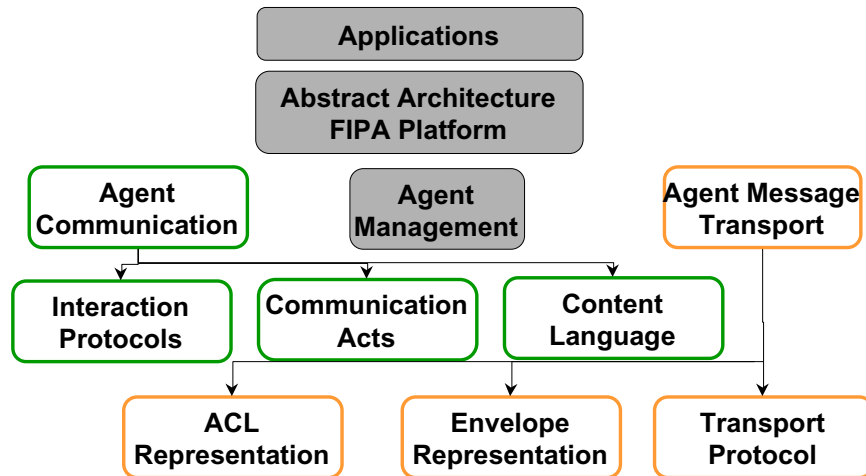 Applications
Abstract Architecture
FIPA Platform
Agent
Communication
Agent
Management
Agent Message
Transport
Interaction
Protocols
Communication
Acts
Content
Language
ACL
Representation
Envelope
Representation
Transport
Protocol